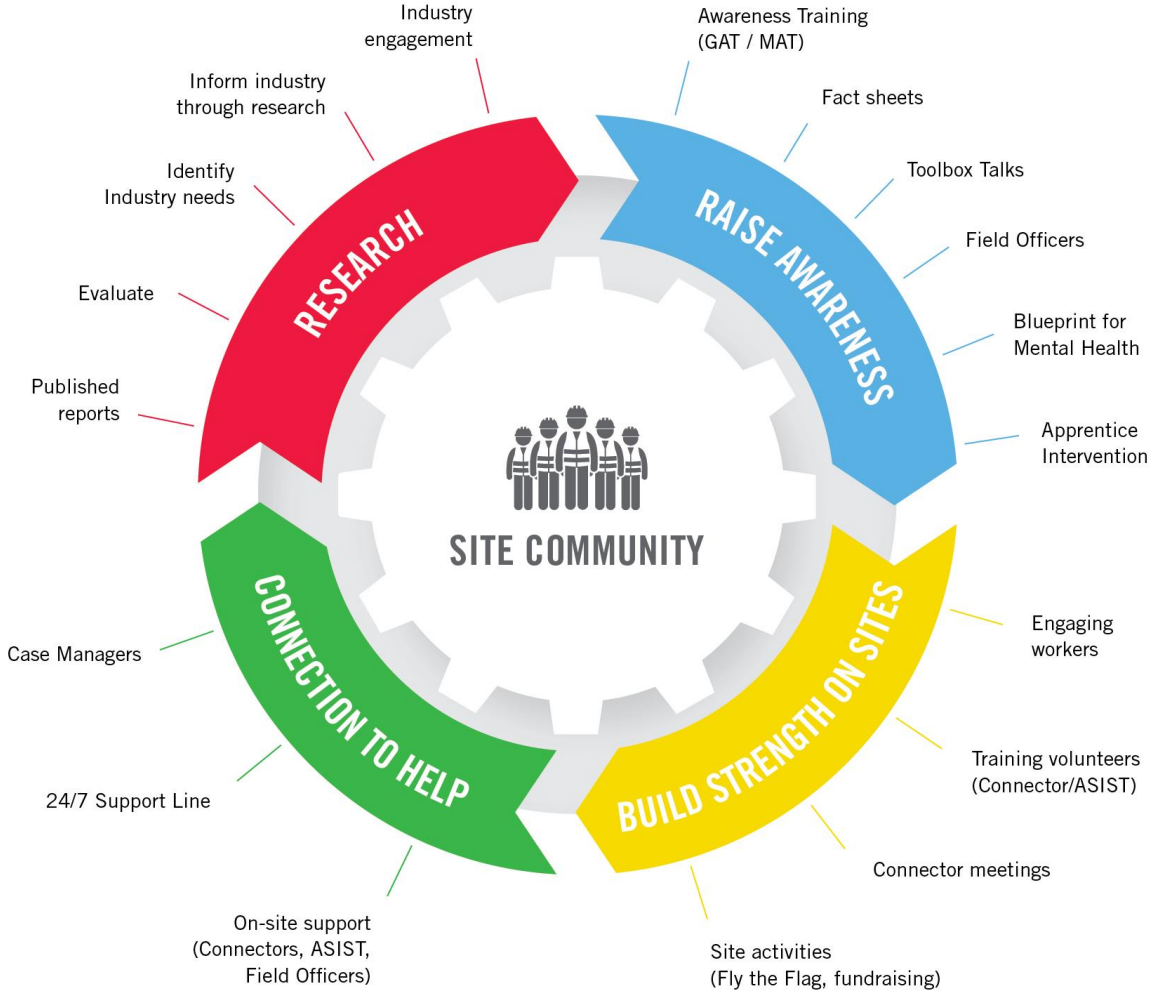 Industry
engagement
Inform industry
through research
Identify
Industry needs
Evaluate
Published
reports
RESEARCH
Awareness Training
(GAT / MAT)
Fact sheets
Toolbox Talks
Field Officers
Blueprint for
Mental Health
Apprentice
Intervention
RAISE AWARENESS
SITE COMMUNITY
BUILD STRENGTH ON SITES
Engaging
workers
Training volunteers
(Connector/ASIST)
Connector meetings
Site activities
(Fly the Flag, fundraising)
CONNECTION TO HELP
Case Managers
24/7 Support Line
On-site support
(Connectors, ASIST,
Field Officers)